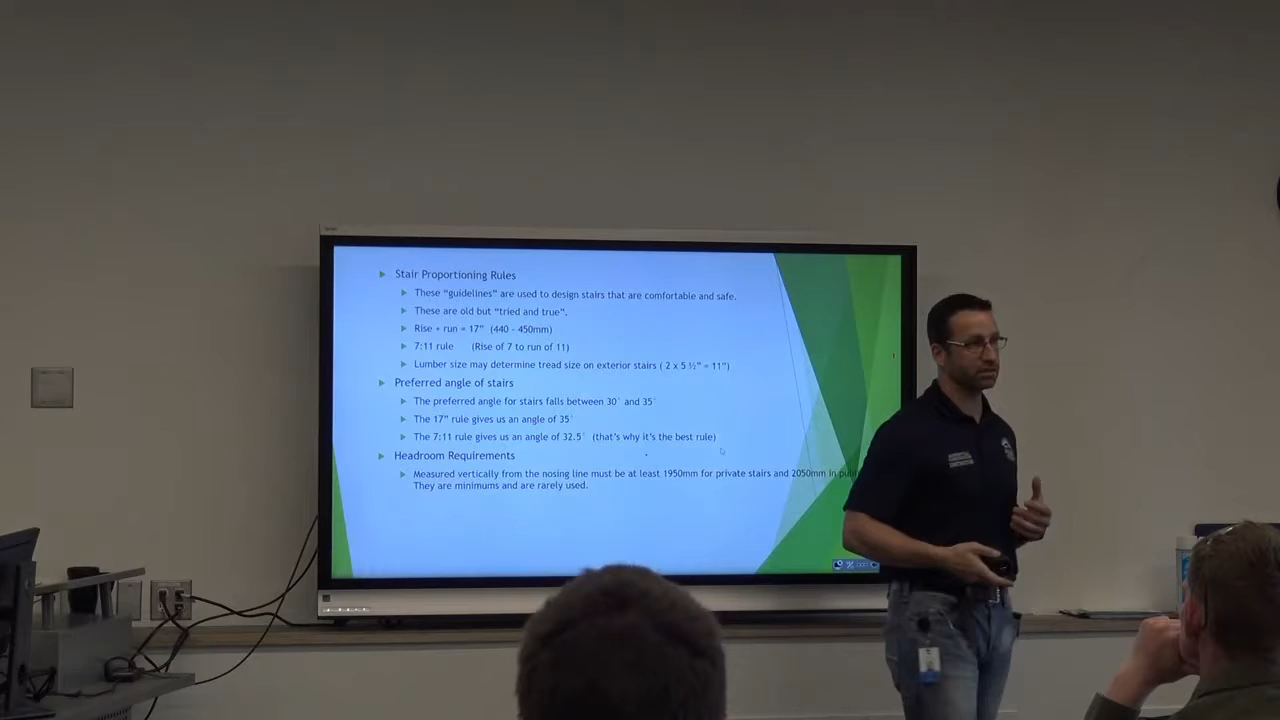 Stair Proportioning Rules
These "guidelines" are used to design stairs that are comfortable and safe.
These are old but "tried and true".
Rise + run = 17" (440 - 450mm)
7:11 rule (Rise of 7 to run of 11)
Lumber size may determine tread size on exterior stairs ( 2 x 5 ½" = 11")
Preferred angle of stairs
The preferred angle for stairs falls between 30° and 35°
The 17" rule gives us an angle of 35°
The 7:11 rule gives us an angle of 32.5° (that's why it's the best rule)
Headroom Requirements
Measured vertically from the nosing line must be at least 1950mm for private stairs and 2050mm in
They are minimums and are rarely used.